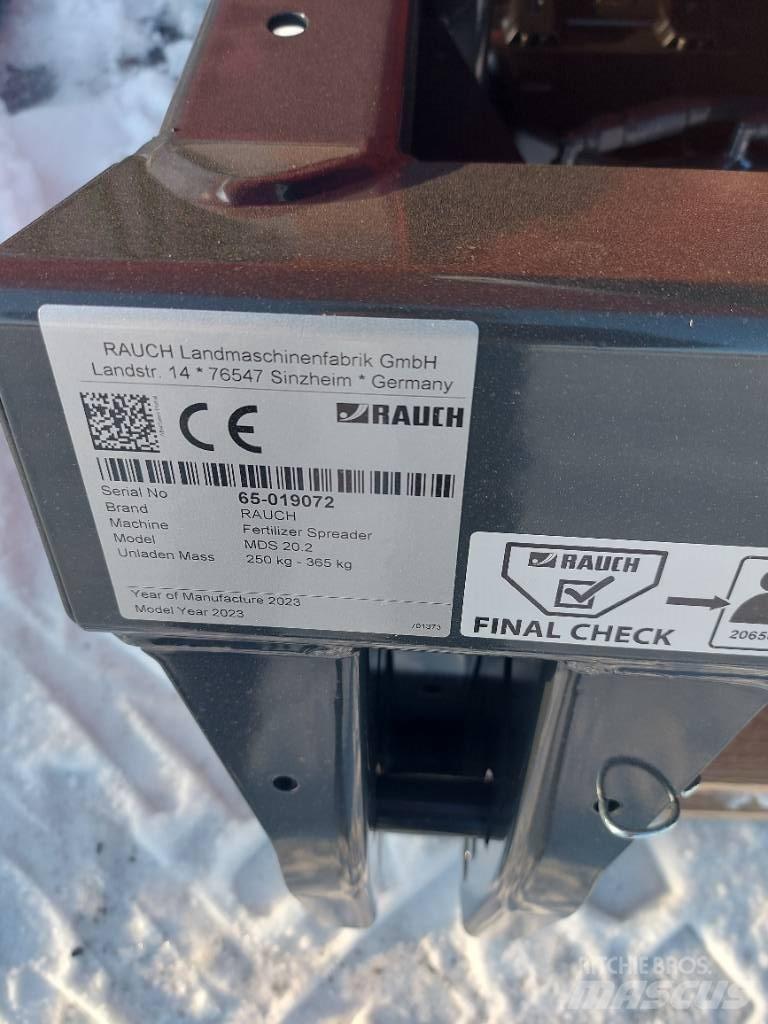 RAUCH Landmaschinenfabrik GmbH
Landstr. 14 * 76547 Sinzheim * Germany
CE
RAUCH
Serial No 65-019072
Brand RAUCH
Machine Fertilizer Spreader
Model MDS 20.2
Unladen Mass 250 kg - 365 kg
Year of Manufacture 2023
Model Year 2023
701373
RAUCH
FINAL CHECK
RITCHIE BROS.
MASCUS